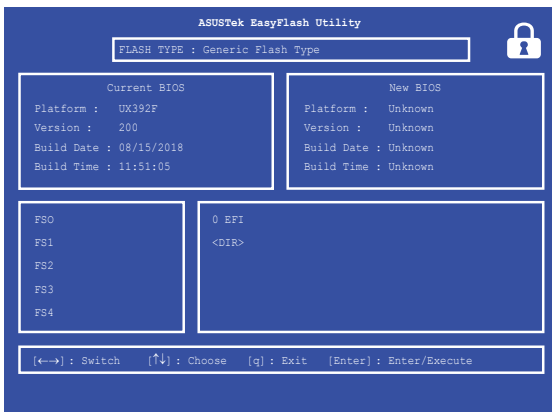 ASUSTek EasyFlash Utility
FLASH TYPE : Generic Flash Type
Current BIOS
Platform : UX392F
Version : 200
Build Date : 08/15/2018
Build Time : 11:51:05
New BIOS
Platform : Unknown
Version : Unknown
Build Date : Unknown
Build Time : Unknown
FSO
FS1
FS2
FS3
FS4
0 EFI
<DIR>
[←→] : Switch [↑↓] : Choose [q] : Exit [Enter] : Enter/Execute